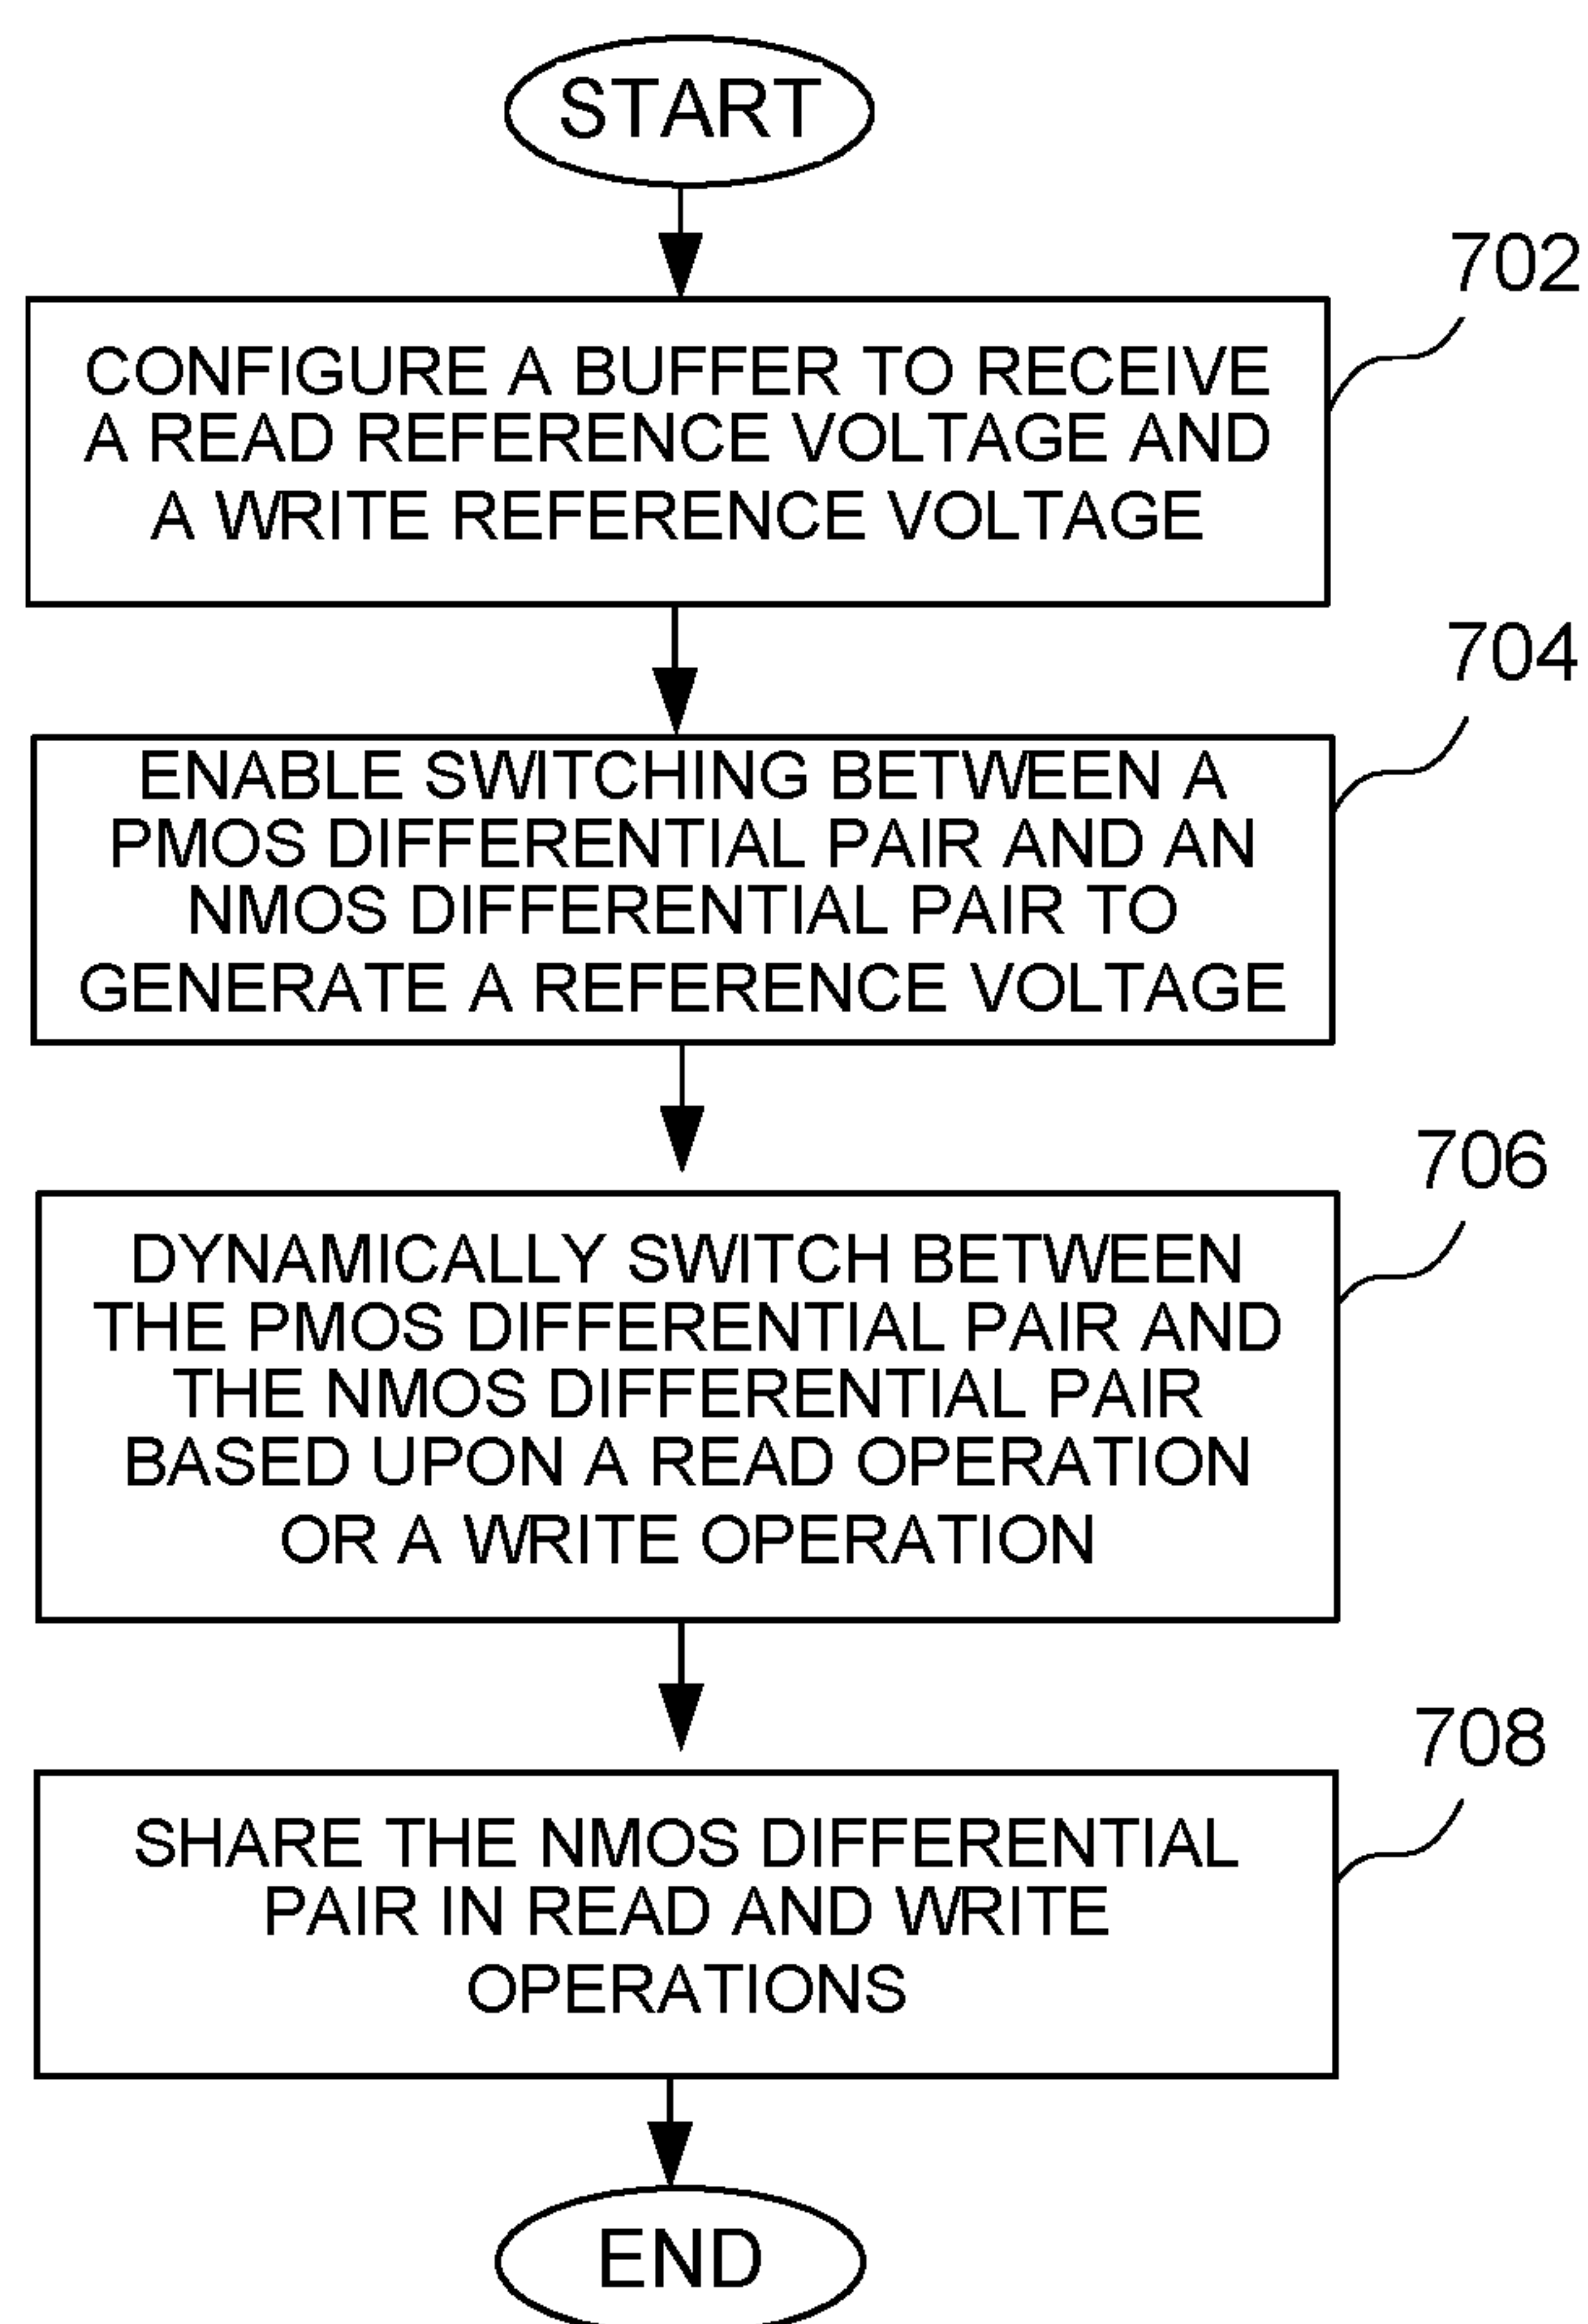 START
702
CONFIGURE A BUFFER TO RECEIVE
A READ REFERENCE VOLTAGE AND
A WRITE REFERENCE VOLTAGE
704
ENABLE SWITCHING BETWEEN A
PMOS DIFFERENTIAL PAIR AND AN
NMOS DIFFERENTIAL PAIR TO
GENERATE A REFERENCE VOLTAGE
706
DYNAMICALLY SWITCH BETWEEN
THE PMOS DIFFERENTIAL PAIR AND
THE NMOS DIFFERENTIAL PAIR
BASED UPON A READ OPERATION
OR A WRITE OPERATION
708
SHARE THE NMOS DIFFERENTIAL
PAIR IN READ AND WRITE
OPERATIONS
END